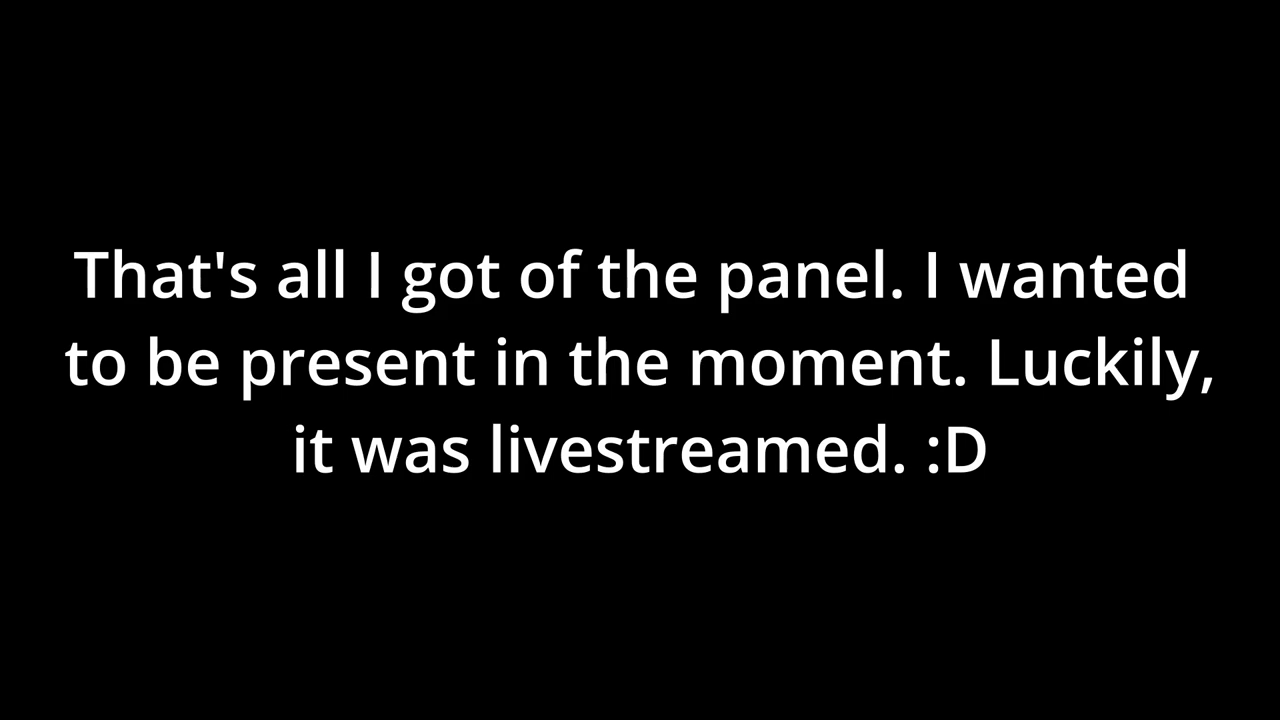 That's all I got of the panel. I wanted
to be present in the moment. Luckily,
it was livestreamed. :D